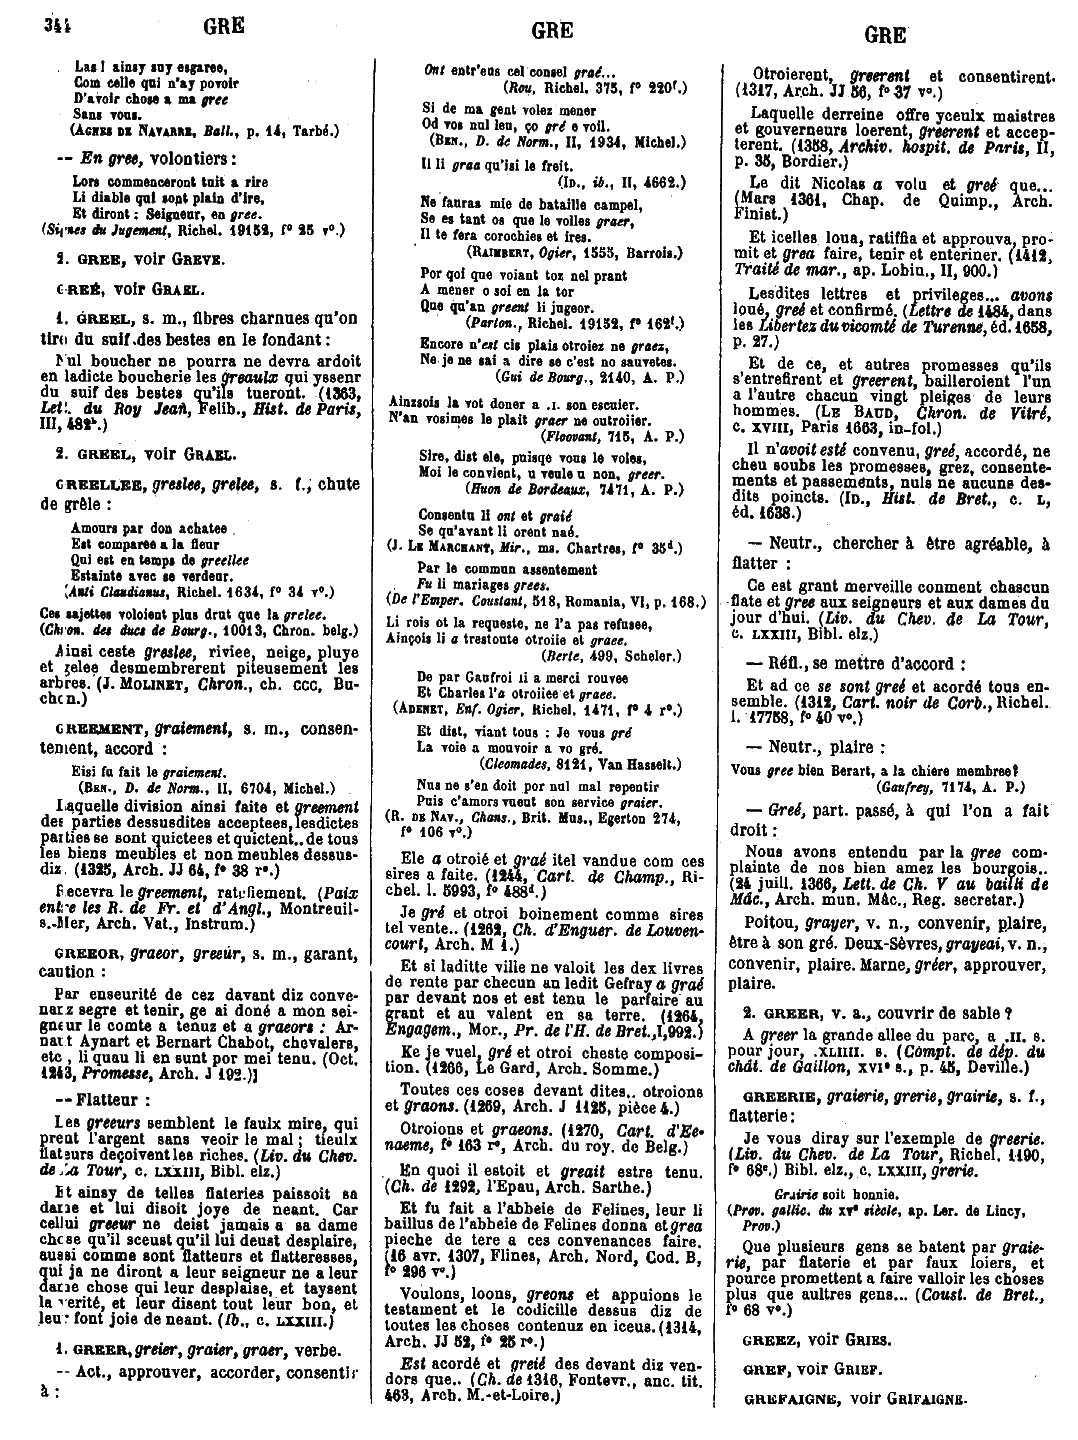 344
GRE
GRE
GRE
Las! ainsy suy esgaree,
Com celle qui n'ay povoir
D'avoir chose a ma gree
Sans vous.
(AGNES DE NAVARRE, Ball., p. 14, Tarbé.)
-- En gree, volontiers :
Lors commenceront tuit a rire
Li diable qui sont plain d'ire,
Et diront : Seigneur, en gree.
(Signes du Jugement, Richel. 19152, f° 25 v°.)
2. GREE, voir GREVE.
GREÉ, voir GRAEL.
1. GREEL, s. m., fibres charnues qu'on
tire du suif des bestes en le fondant :
Nul boucher ne pourra ne devra ardoit
en ladicte boucherie les greaulx qui yssenr
du suif des bestes qu'ils tueront. (1363,
Lett. du Roy Jean, Felib., Hist. de Paris,
III, 482b.)
2. GREEL, voir GRAEL.
GREELLEE, greslee, grelee, s. f., chute
de grêle :
Amours par don achatee
Est comparee a la fleur
Qui est en temps de greellee
Estainte avec se verdeur.
(Anti Claudianus, Richel. 1634, f° 34 v°.)
Ces sajettes voloient plus drut que la grelee.
(Chron. des ducs de Bourg., 10013, Chron. belg.)
Ainsi ceste greslee, riviee, neige, pluye
et gelee desmembrerent piteusement les
arbres. (J. MOLINET, Chron., ch. CCC, Bu-
chon.)
GREEMENT, graiement, s. m., consen-
tement, accord :
Eisi fu fait le graiement.
(BEN., D. de Norm., II, 6704, Michel.)
Laquelle division ainsi faite et greement
des parties dessusdites acceptees, lesdictes
parties se sont quictees et quictent.. de tous
les biens meubles et non meubles dessus-
diz. (1325, Arch. JJ 64, f° 38 r°.)
Recevra le greement, ratefiement. (Paix
entre les R. de Fr. et d'Angl., Montreuil-
s.-Mer, Arch. Vat., Instrum.)
GREEOR, graeor, greeür, s. m., garant,
caution :
Par enseurité de cez davant diz conve-
nanz segre et tenir, ge ai doné a mon sei-
gneur le comte a tenuz et a graeors : Ar-
naut Aynart et Bernart Chabot, chevalers,
etc , li quau li en sunt por mei tenu. (Oct.
1243, Promesse, Arch. J 192.)]
-- Flatteur :
Les greeurs semblent le faulx mire, qui
prent l'argent sans veoir le mal ; tieulx
flateurs deçoivent les riches. (Liv. du Chev.
de La Tour, c. LXXIII, Bibl. elz.)
Et ainsy de telles flateries paissoit sa
dame et lui disoit joye de neant. Car
cellui greeur ne deist jamais a sa dame
chose qu'il sceust qu'il lui deust desplaire,
aussi comme sont flatteurs et flatteresses,
qui ja ne diront a leur seigneur ne a leur
dame chose qui leur desplaise, et taysent
la verité, et leur disent tout leur bon, et
leur font joie de neant. (Ib., c. LXXIII.)
1. GREER, greier, graier, graer, verbe.
-- Act., approuver, accorder, consentir
à :
Ont entr'eus cel consel graé...
(Rou, Richel. 375, f° 220f.)
Si de ma gent volez mener
Od vos nul leu, ço gré e voil.
(BEN., D. de Norm., II, 1934, Michel.)
Il li graa qu'isi le freit.
(ID., ib., II, 4662.)
Ne fauras mie de bataille campel,
Se es tant os que le voilles graer,
Il te fera corochies et ires.
(RAIMBERT, Ogier, 1555, Barrois.)
Por qoi que voiant toz nel prant
A mener o soi en la tor
Que qu'an greent li jugeor.
(Parton., Richel. 19152, f° 162f.)
Encore n'est cis plais otroiez ne graez,
Ne je ne sai a dire se c'est no sauvetes.
(Gui de Bourg., 2140, A. P.)
Ainzsois la vot doner a .I. son escuier.
N'an vosimes le plait graer ne outroiier.
(Floovant, 715, A. P.)
Sire, dist ele, puisqe vous le voles,
Moi le convient, u veule u non, greer.
(Huon de Bordeaux, 7471, A. P.)
Consentu li ont et graié
Se qu'avant li orent naé.
(J. LE MARCHANT, Mir., ms. Chartres, f° 35d.)
Par le commun assentement
Fu li mariages grees.
(De l'Emper. Coustant, 518, Romania, VI, p. 168.)
Li rois ot la requeste, ne l'a pas refusee,
Ainçois li a trestoute otroiie et graee.
(Berte, 499, Scheler.)
De par Gaufroi li a merci rouvee
Et Charles l'a otroiiee et graee.
(ADENET, Enf. Ogier, Richel. 1471, f° 4 r°.)
Et dist, viant tous : Je vous gré
La voie a mouvoir a vo gré.
(Cleomades, 8121, Van Hasselt.)
Nus ne s'en doit por nul mal repentir
Puis c'amors vuent son service graier.
(R. DE NAV., Chans., Brit. Mus., Egerton 274,
f° 106 v°.)
Ele a otroié et graé itel vandue com ces
sires a faite. (1244, Cart. de Champ., Ri-
chel. l. 5993, f° 488d.)
Je gré et otroi boinement comme sires
tel vente.. (1262, Ch. d'Enguer. de Louven-
court, Arch. M 1.)
Et si laditte ville ne valoit les dex livres
de rente par checun an ledit Gefray a graé
par devant nos et est tenu le parfaire au
grant et au valent en sa terre. (1264,
Engagem., Mor., Pr. de l'H. de Bret., I, 992.)
Ke je vuel, gré et otroi cheste composi-
tion. (1266, Le Gard, Arch. Somme.)
Toutes ces coses devant dites.. otroions
et graons. (1269, Arch. J 1125, pièce 4.)
Otroions et graeons. (1270, Cart. d'Ee-
naeme, f° 163 r°, Arch. du roy. de Belg.)
En quoi il estoit et greait estre tenu.
(Ch. de 1292, l'Epau, Arch. Sarthe.)
Et fu fait a l'abbeie de Felines, leur li
baillus de l'abbeie de Felines donna et grea
pieche de tere a ces convenances faire.
(16 avr. 1307, Flines, Arch. Nord, Cod. B,
f° 296 v°.)
Voulons, loons, greons et appuions le
testament et le codicille dessus diz de
toutes les choses contenuz en iceus. (1314,
Arch. JJ 52, f° 25 r°.)
Est acordé et greié des devant diz ven-
dors que.. (Ch. de 1316, Fontevr., anc. tit.
463, Arch. M.-et-Loire.)
Otroierent, greerent et consentirent.
(1317, Arch. JJ 56, f° 37 v°.)
Laquelle derreine offre yceulx maistres
et gouverneurs loerent, greerent et accep-
terent. (1358, Archiv. hospit. de Paris, II,
p. 35, Bordier.)
Le dit Nicolas a volu et greé que...
(Mars 1361, Chap. de Quimp., Arch.
Finist.)
Et icelles loua, ratiffia et approuva, pro-
mit et grea faire, tenir et enteriner. (1412,
Traité de mar., ap. Lobin., II, 900.)
Lesdites lettres et privileges... avons
loué, greé et confirmé. (Lettre de 1484, dans
les Libertez du vicomté de Turenne, éd. 1658,
p. 27.)
Et de ce, et autres promesses qu'ils
s'entrefirent et greerent, bailleroient l'un
a l'autre chacun vingt pleiges de leurs
hommes. (LE BAUD, Chron. de Vitré,
c. XVIII, Paris 1663, in-fol.)
Il n'avoit esté convenu, greé, accordé, ne
cheu soubs les promesses, grez, consente-
ments et passements, nuls ne aucuns des-
dits poincts. (ID., Hist. de Bret., c. L,
éd. 1638.)
— Neutr., chercher à être agréable, à
flatter :
Ce est grant merveille conment chascun
flate et gree aux seigneurs et aux dames du
jour d'hui. (Liv. du Chev. de La Tour,
c. LXXIII, Bibl. elz.)
— Réfl., se mettre d'accord :
Et ad ce se sont greé et acordé tous en-
semble. (1312, Cart. noir de Corb., Richel.
l. 17758, f° 40 v°.)
— Neutr., plaire :
Vous gree bien Berart, a la chiere membree?
(Gaufrey, 7174, A. P.)
— Greé, part. passé, à qui l'on a fait
droit :
Nous avons entendu par la gree com-
plainte de nos bien amez les bourgois..
(24 juill. 1366, Lett. de Ch. V au bailli de
Mâc., Arch. mun. Mâc., Reg. secretar.)
Poitou, grayer, v. n., convenir, plaire,
être à son gré. Deux-Sèvres, grayeai, v. n.,
convenir, plaire. Marne, gréer, approuver,
plaire.
2. GREER, v. a., couvrir de sable ?
A greer la grande allee du parc, a .II. s.
pour jour, .XLIIII. s. (Compt. de dép. du
chât. de Gaillon, XVIe s., p. 45, Deville.)
GREERIE, graierie, grerie, grairie, s. f.,
flatterie :
Je vous diray sur l'exemple de greerie.
(Liv. du Chev. de La Tour, Richel. 1190,
f° 68c.) Bibl. elz., c. LXXIII, grerie.
Grairie soit honnie.
(Prov. gallic. du XVe siècle, ap. Ler. de Lincy,
Prov.)
Que plusieurs gens se batent par graie-
rie, par flaterie et par faux loiers, et
pource promettent a faire valloir les choses
plus que aultres gens... (Coust. de Bret.,
f° 68 v°.)
GREEZ, voir GRIES.
GREF, voir GRIEF.
GREFAIGNE, voir GRIFAIGNE.